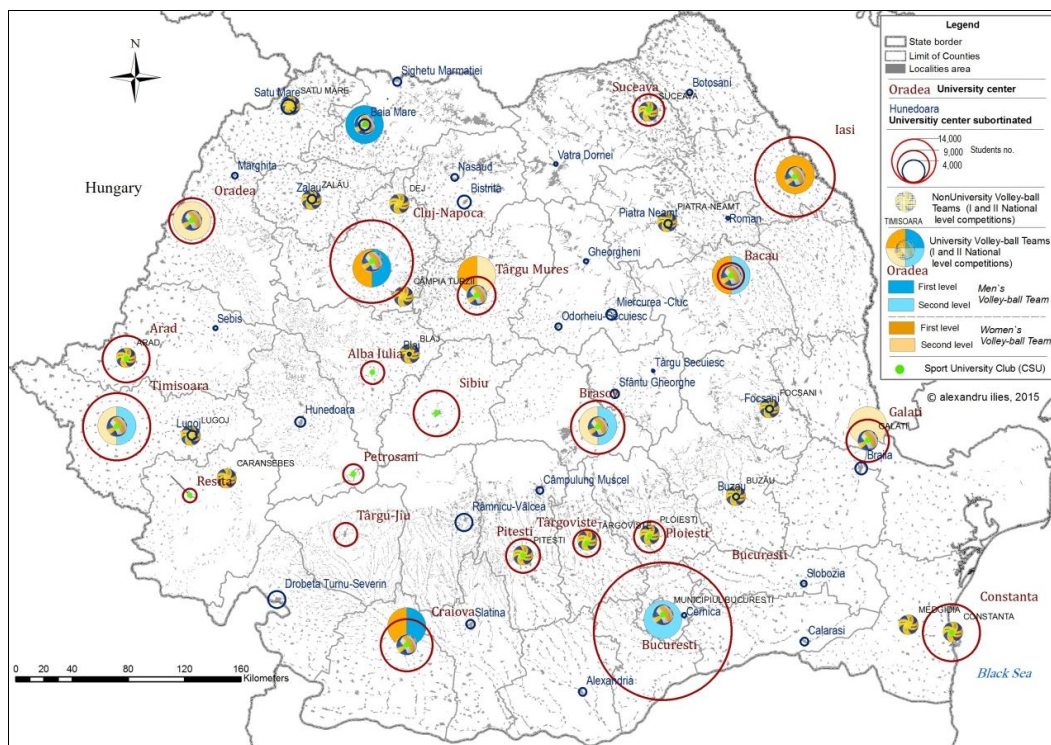 N
Hungary
Sighetu Marmatiei
Satu Mare
SATU MARE
Baia Mare
Suceava
SUCEAVA
Botosani
Iasi
Marghita
Oradea
Zalau
ZALĂU
DEJ
Nasaud
Bistrita
Vatra Dornei
Cluj-Napoca
PIATRA-NEAMT
Piatra Neamt
Roman
Gheorgheni
Bacau
Târgu Mures
CÂMPIA TURZII
Miercurea -Cluc
Odorheiu-Secuiesc
Sebis
Arad
ARAD
BLAJ
Blaj
Alba Iulia
Târgu Secuiesc
Sfântu Gheorghe
Timisoara
Sibiu
Brasov
Focsani
FOCSANI
Hunedoara
Lugoj
LUGOJ
Galati
GALATI
Braila
CARANSEBES
Petrosani
Resita
Câmpulung Muscel
Buzau
BUZĂU
Râmnicu-Vâlcea
Târgu-Jiu
Târgoviste
TÂRGOVISTE
PLOIESTI
Ploiesti
Pitesti
PITESTI
Bucuresti
Drobeta Turnu-Severin
Slobozia
MUNICIPIUL BUCURESTI
Cernica
Bucuresti
Constanta
MEDGIDIA
CONSTANTA
Craiova
Slatina
Calarasi
Alexandria
Black Sea
0 20 40 80 120 160
Kilometers
Legend
State border
Limit of Counties
Localities area
Oradea University center
Hunedoara
Universitiy center subortinated
14,000
9,000
4,000
Students no.
NonUniversity Volley-ball
Teams (I and II National
level competitions)
TIMISOARA
University Volley-ball Teams
(I and II National
level competitions)
Oradea
First level
Second level
Men`s
Volley-ball Team
First level
Second level
Women`s
Volley-ball Team
Sport University Club (CSU)
© alexandru ilies, 2015